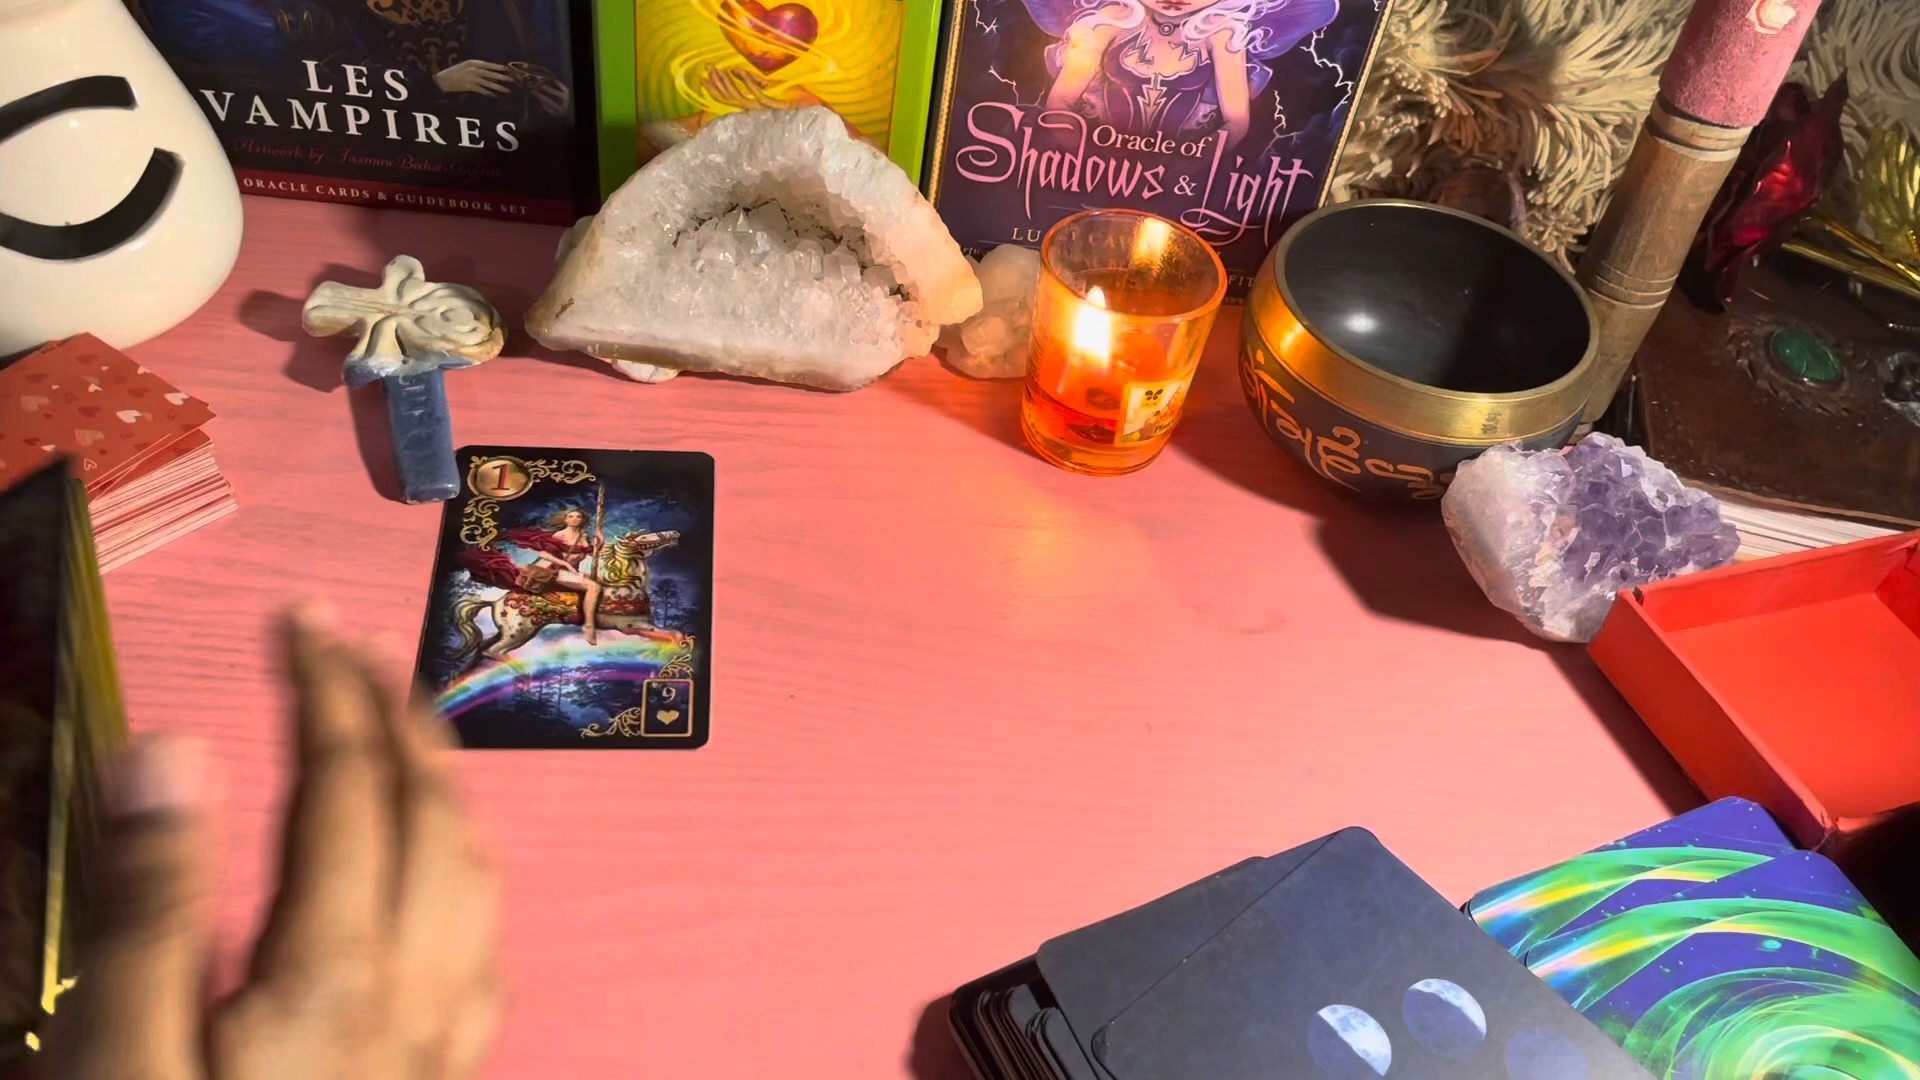 LES
VAMPIRES
Artwork by Jasmine Becket-Griffith
ORACLE CARDS & GUIDEBOOK SET
Oracle of
Shadows & Light
1
9